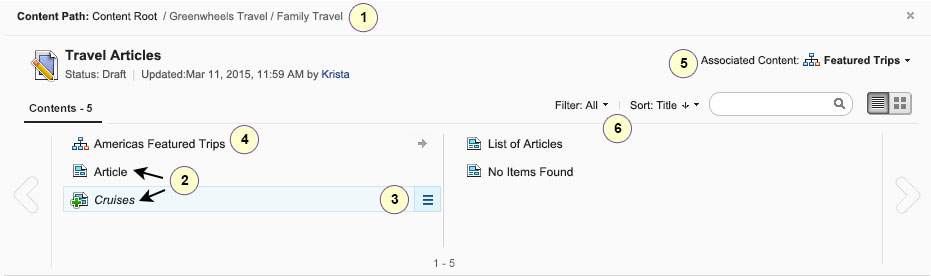 Content Path: Content Root / Greenwheels Travel / Family Travel 1
Travel Articles
Status: Draft | Updated:Mar 11, 2015, 11:59 AM by Krista
5 Associated Content: Featured Trips
Contents - 5
Filter: All | Sort: Title
6
Americas Featured Trips 4
Article
2
Cruises 3
List of Articles
No Items Found
1 - 5